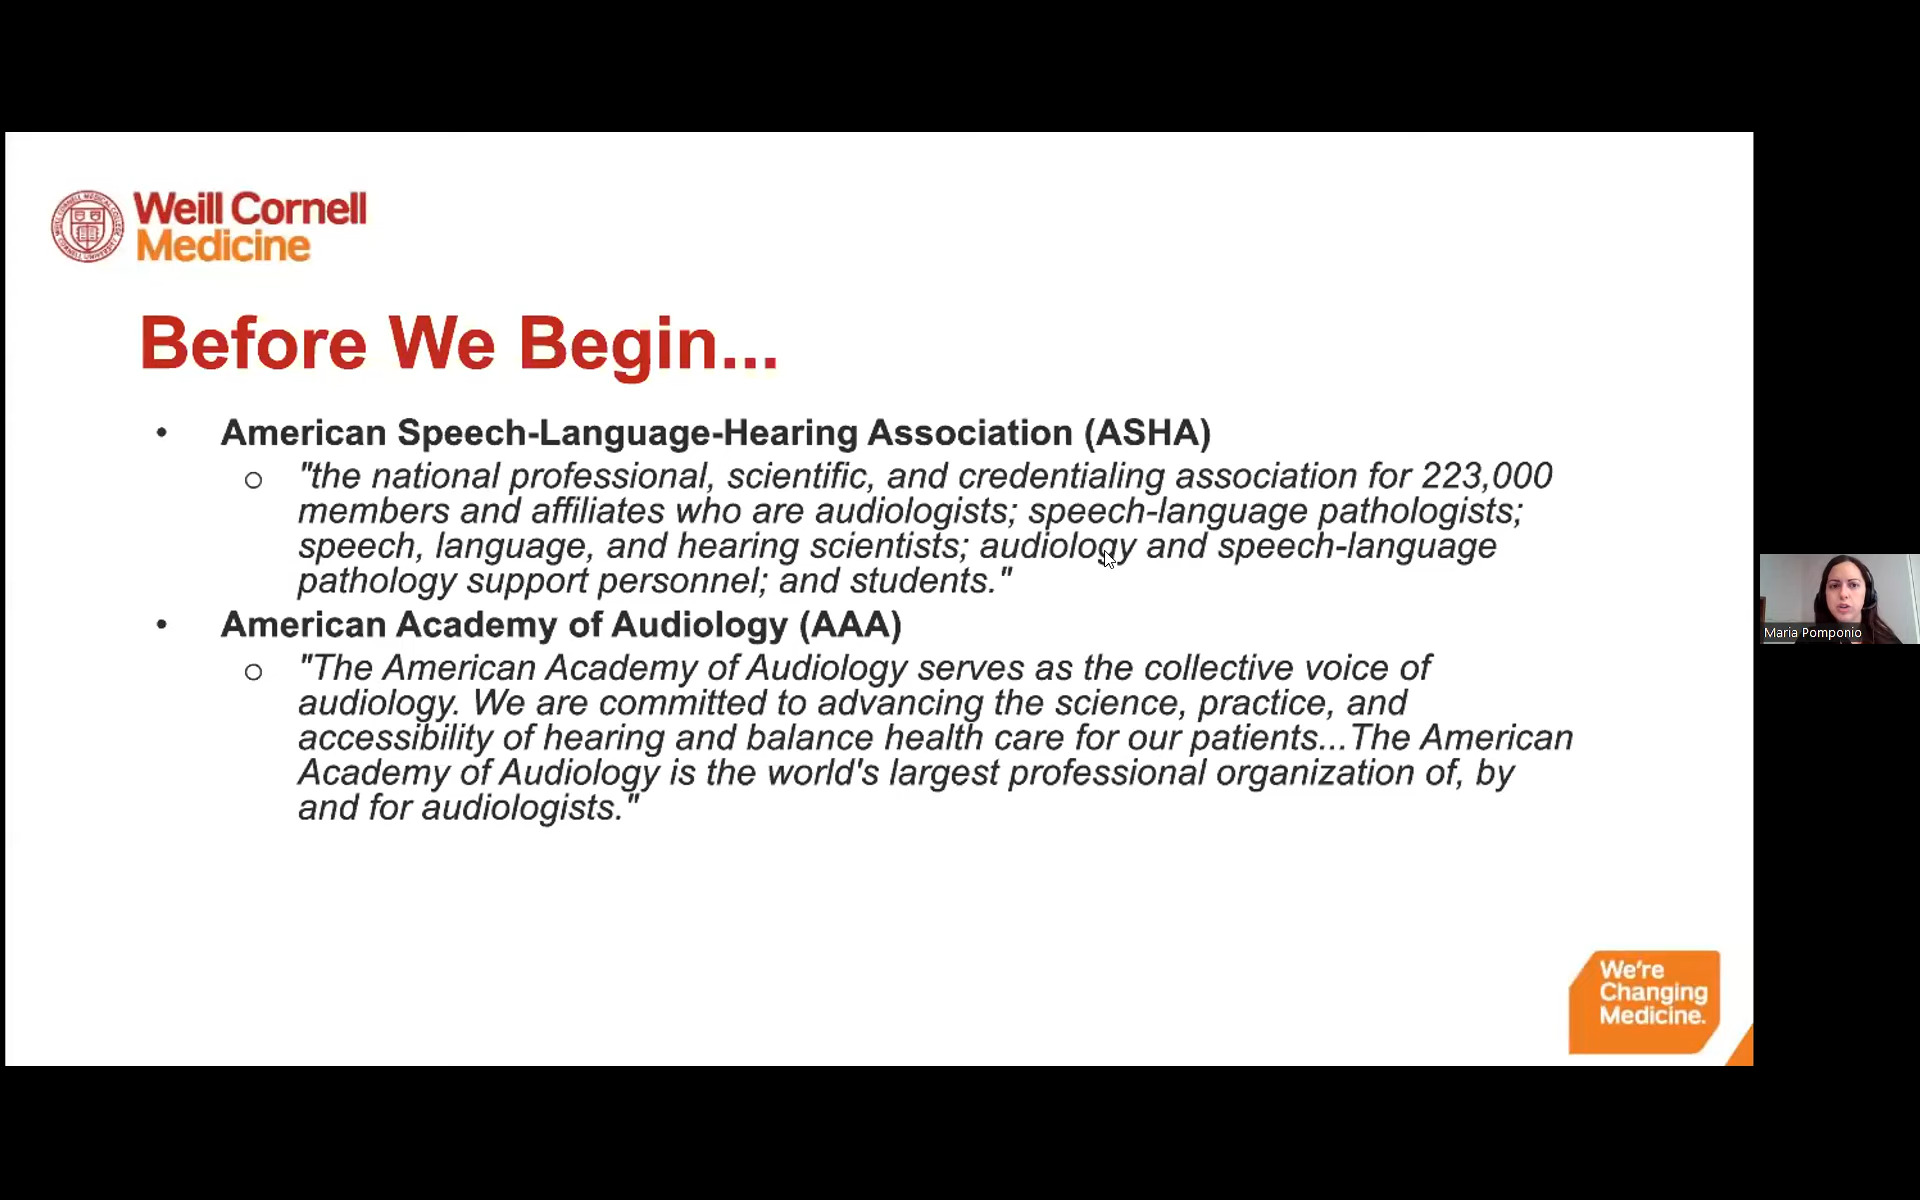 Weill Cornell
Medicine
Before We Begin...
• American Speech-Language-Hearing Association (ASHA)
o "the national professional, scientific, and credentialing association for 223,000
members and affiliates who are audiologists; speech-language pathologists;
speech, language, and hearing scientists; audiology and speech-language
pathology support personnel; and students."
• American Academy of Audiology (AAA)
o "The American Academy of Audiology serves as the collective voice of
audiology. We are committed to advancing the science, practice, and
accessibility of hearing and balance health care for our patients...The American
Academy of Audiology is the world's largest professional organization of, by
and for audiologists."
Maria Pomponio
We're
Changing
Medicine.